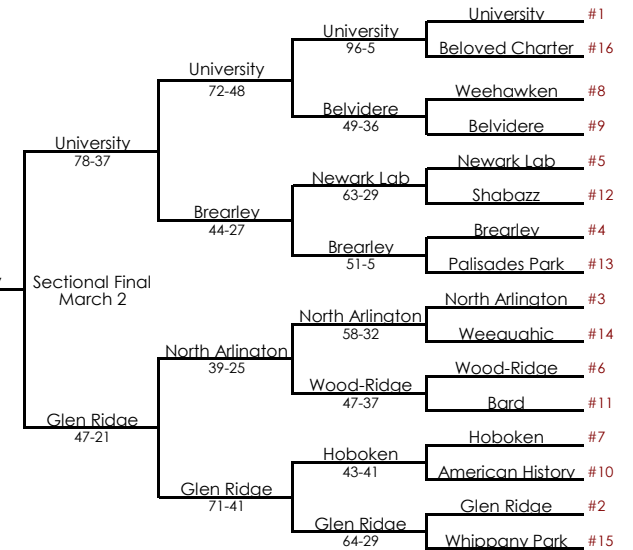 University #1
University
96-5
Beloved Charter #16
University
72-48
Weehawken #8
Belvidere
49-36
Belvidere #9
University
78-37
Newark Lab #5
Newark Lab
63-29
Shabazz #12
Brearley
44-27
Brearley #4
Brearley
51-5
Palisades Park #13
Sectional Final
March 2
North Arlington #3
North Arlington
58-32
Weequahic #14
North Arlington
39-25
Wood-Ridge #6
Wood-Ridge
47-37
Bard #11
Glen Ridge
47-21
Hoboken #7
Hoboken
43-41
American History #10
Glen Ridge
71-41
Glen Ridge #2
Glen Ridge
64-29
Whippany Park #15